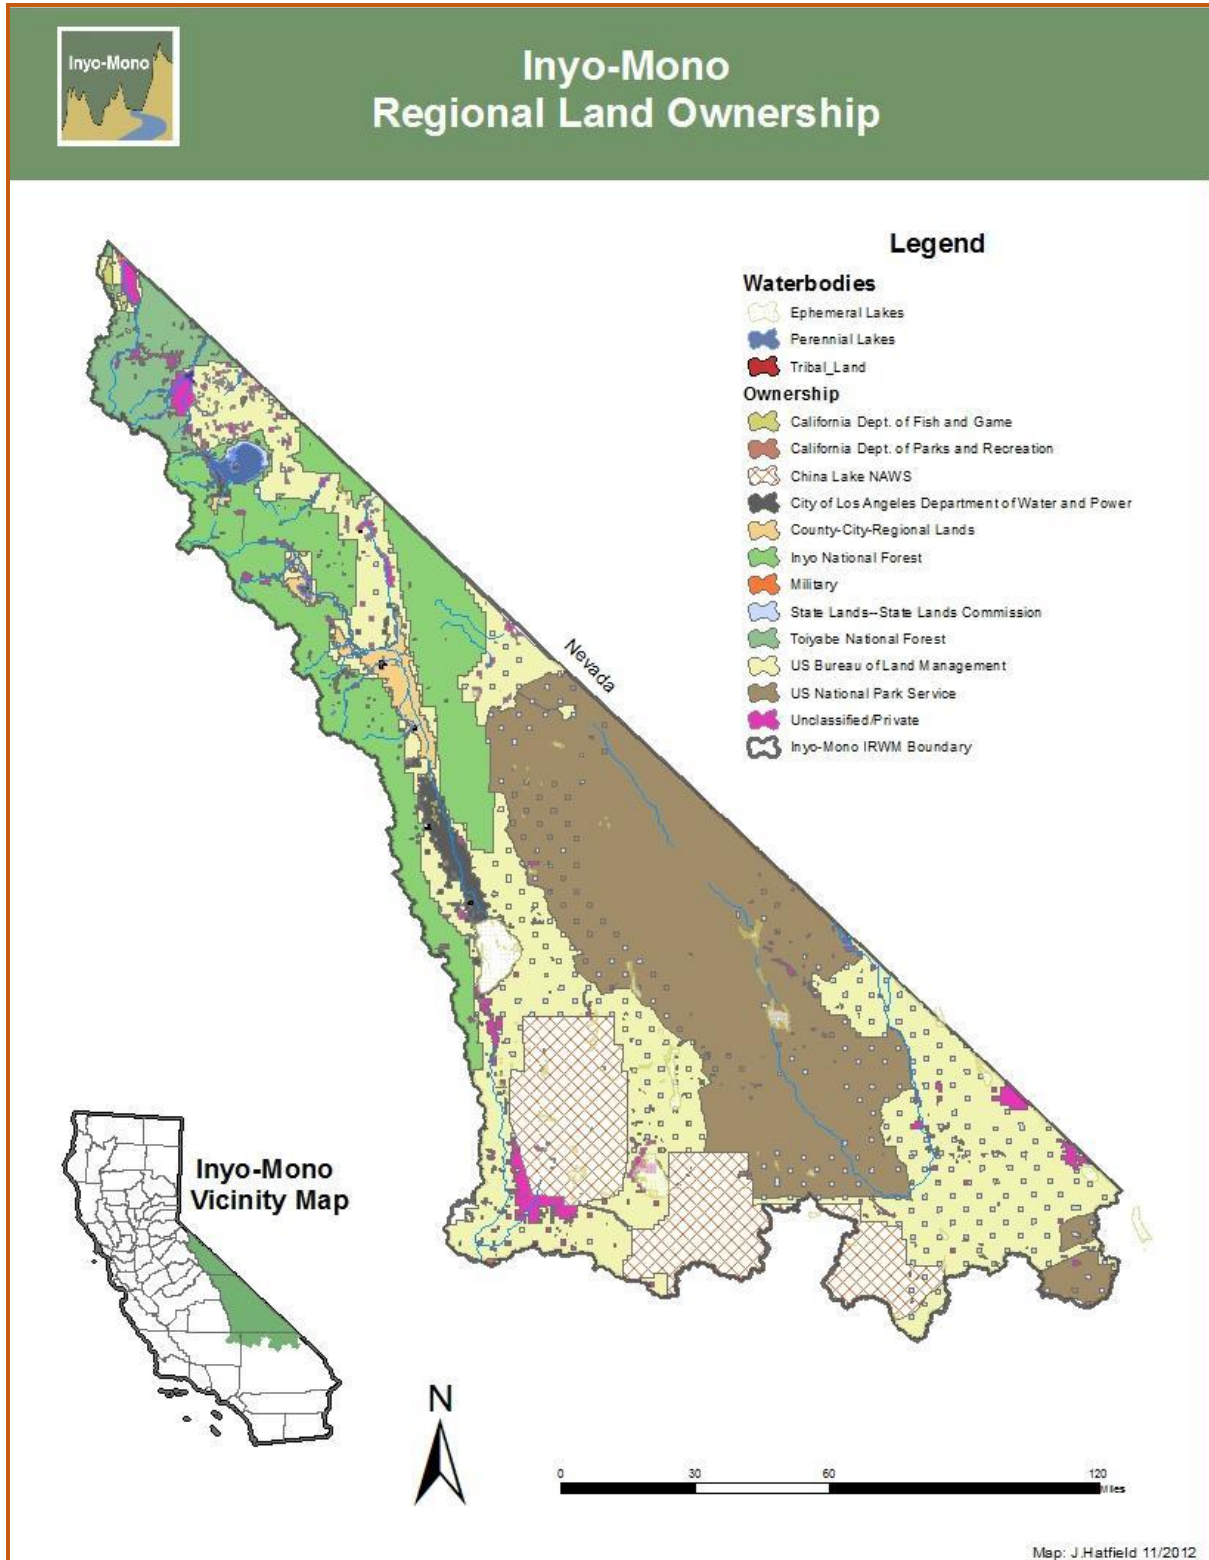 Inyo-Mono
Inyo-Mono
Regional Land Ownership
Legend
Waterbodies
Ephemeral Lakes
Perennial Lakes
Tribal_Land
Ownership
California Dept. of Fish and Game
California Dept. of Parks and Recreation
China Lake NAWS
City of Los Angeles Department of Water and Power
County-City-Regional Lands
Inyo National Forest
Military
State Lands--State Lands Commission
Toiyabe National Forest
US Bureau of Land Management
US National Park Service
Unclassified/Private
Inyo-Mono IRWM Boundary
Nevada
Inyo-Mono
Vicinity Map
N
0 30 60 120
Miles
Map: J.Hatfield 11/2012